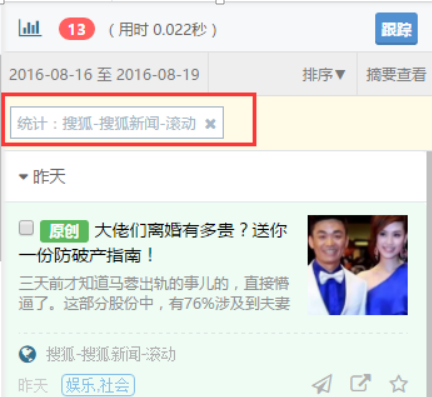 13 （用时 0.022秒） 跟踪
2016-08-16 至 2016-08-19 排序▼ 摘要查看
统计：搜狐-搜狐新闻-滚动 ✖
昨天
原创 大佬们离婚有多贵？送你
一份防破产指南！
三天前才知道马蓉出轨的事儿的，直接懵
逼了。这部分股份中，有76%涉及到夫妻
搜狐-搜狐新闻-滚动
昨天 娱乐,社会